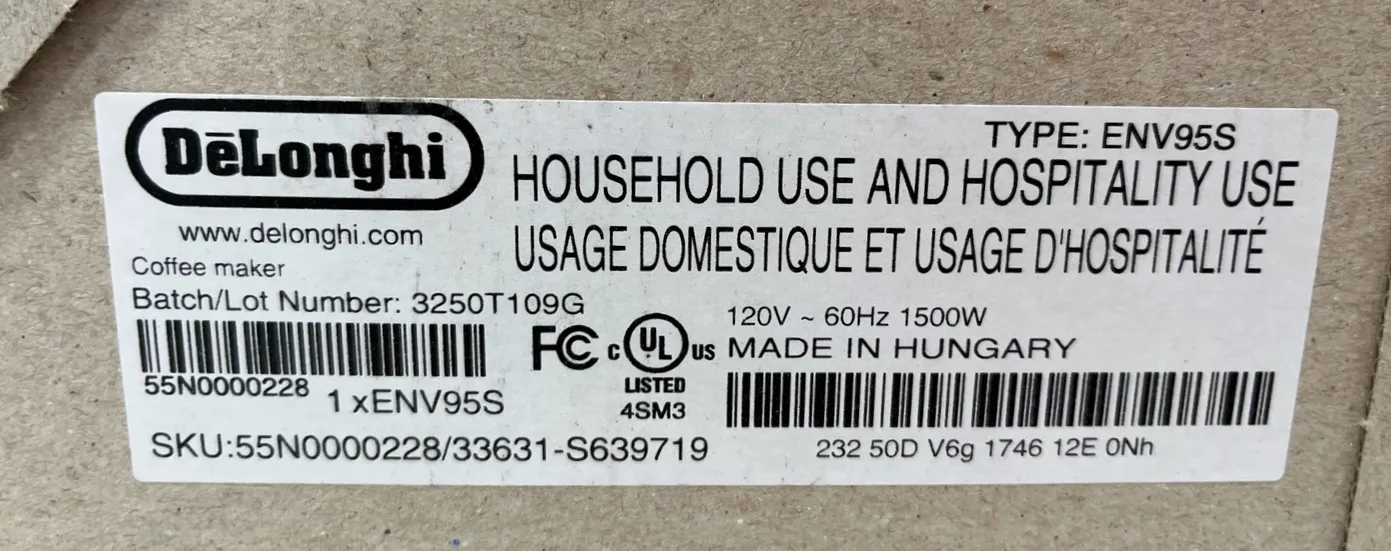 DēLonghi
www.delonghi.com
Coffee maker
Batch/Lot Number: 3250T109G
55N0000228
1 xENV95S
SKU:55N0000228/33631-S639719
TYPE: ENV95S
HOUSEHOLD USE AND HOSPITALITY USE
USAGE DOMESTIQUE ET USAGE D'HOSPITALITÉ
FC c UL US
LISTED
4SM3
120V ~ 60Hz 1500W
MADE IN HUNGARY
232 50D V6g 1746 12E 0Nh